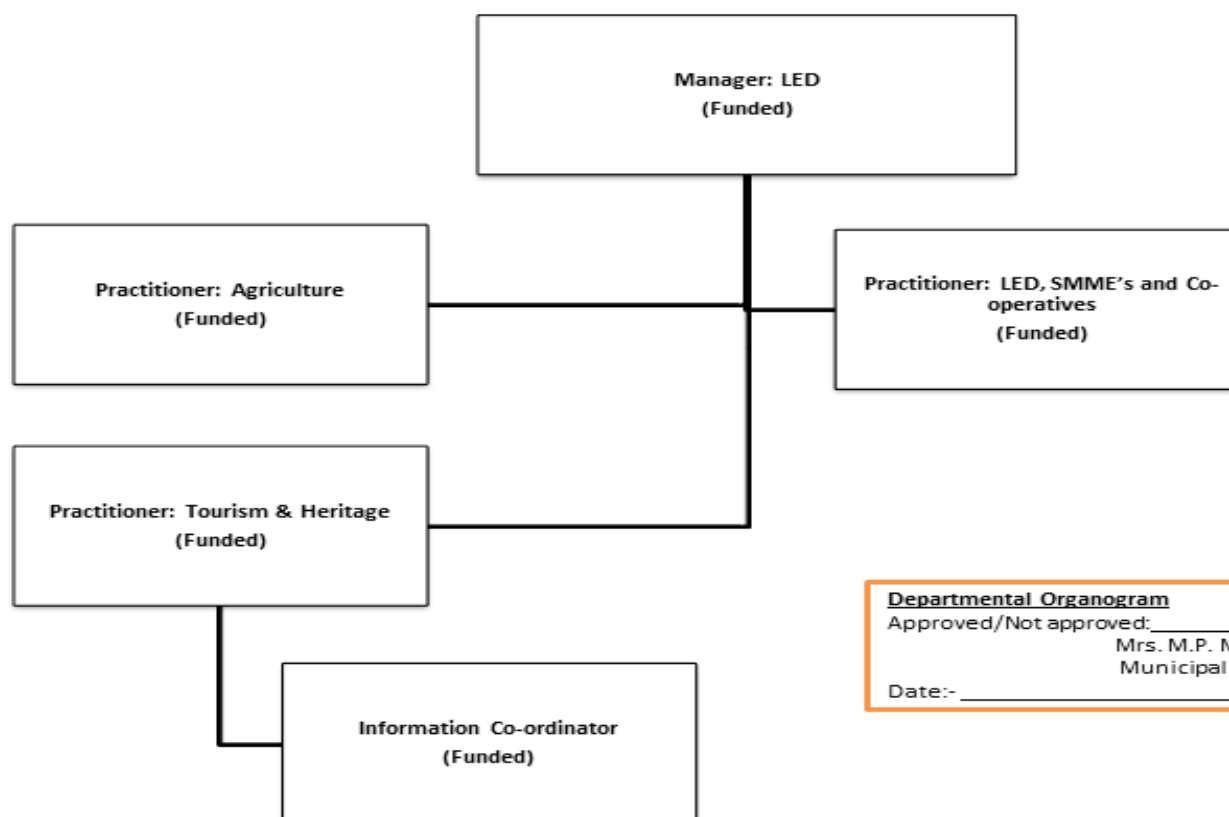 Manager: LED
(Funded)
Practitioner: Agriculture
(Funded)
Practitioner: LED, SMME's and Co-
operatives
(Funded)
Practitioner: Tourism & Heritage
(Funded)
Information Co-ordinator
(Funded)
Departmental Organogram
Approved/Not approved:
Mrs. M.P. M
Municipal
Date:-